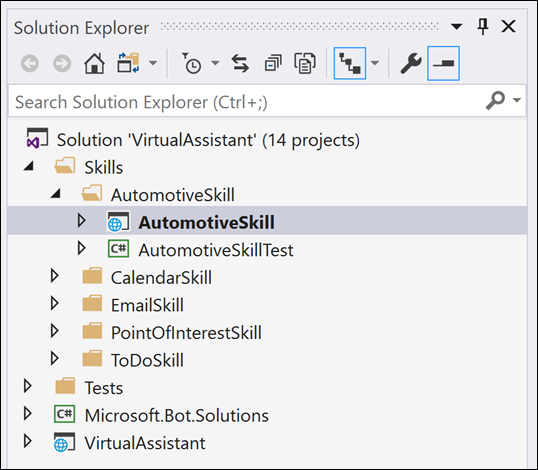 Solution Explorer
Search Solution Explorer (Ctrl+;)
Solution 'VirtualAssistant' (14 projects)
Skills
AutomotiveSkill
AutomotiveSkill
C# AutomotiveSkillTest
CalendarSkill
EmailSkill
PointOfInterestSkill
ToDoSkill
Tests
C# Microsoft.Bot.Solutions
VirtualAssistant